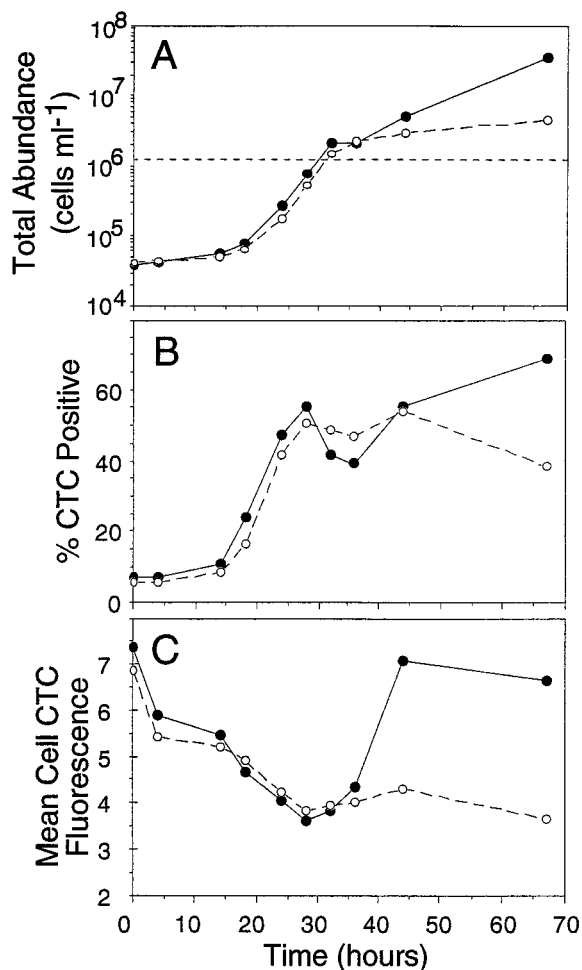 A
Total Abundance
(cells ml-1)
10^8
10^7
10^6
10^5
10^4
B
% CTC Positive
60
40
20
0
C
Mean Cell CTC
Fluorescence
7
6
5
4
3
2
0 10 20 30 40 50 60 70
Time (hours)